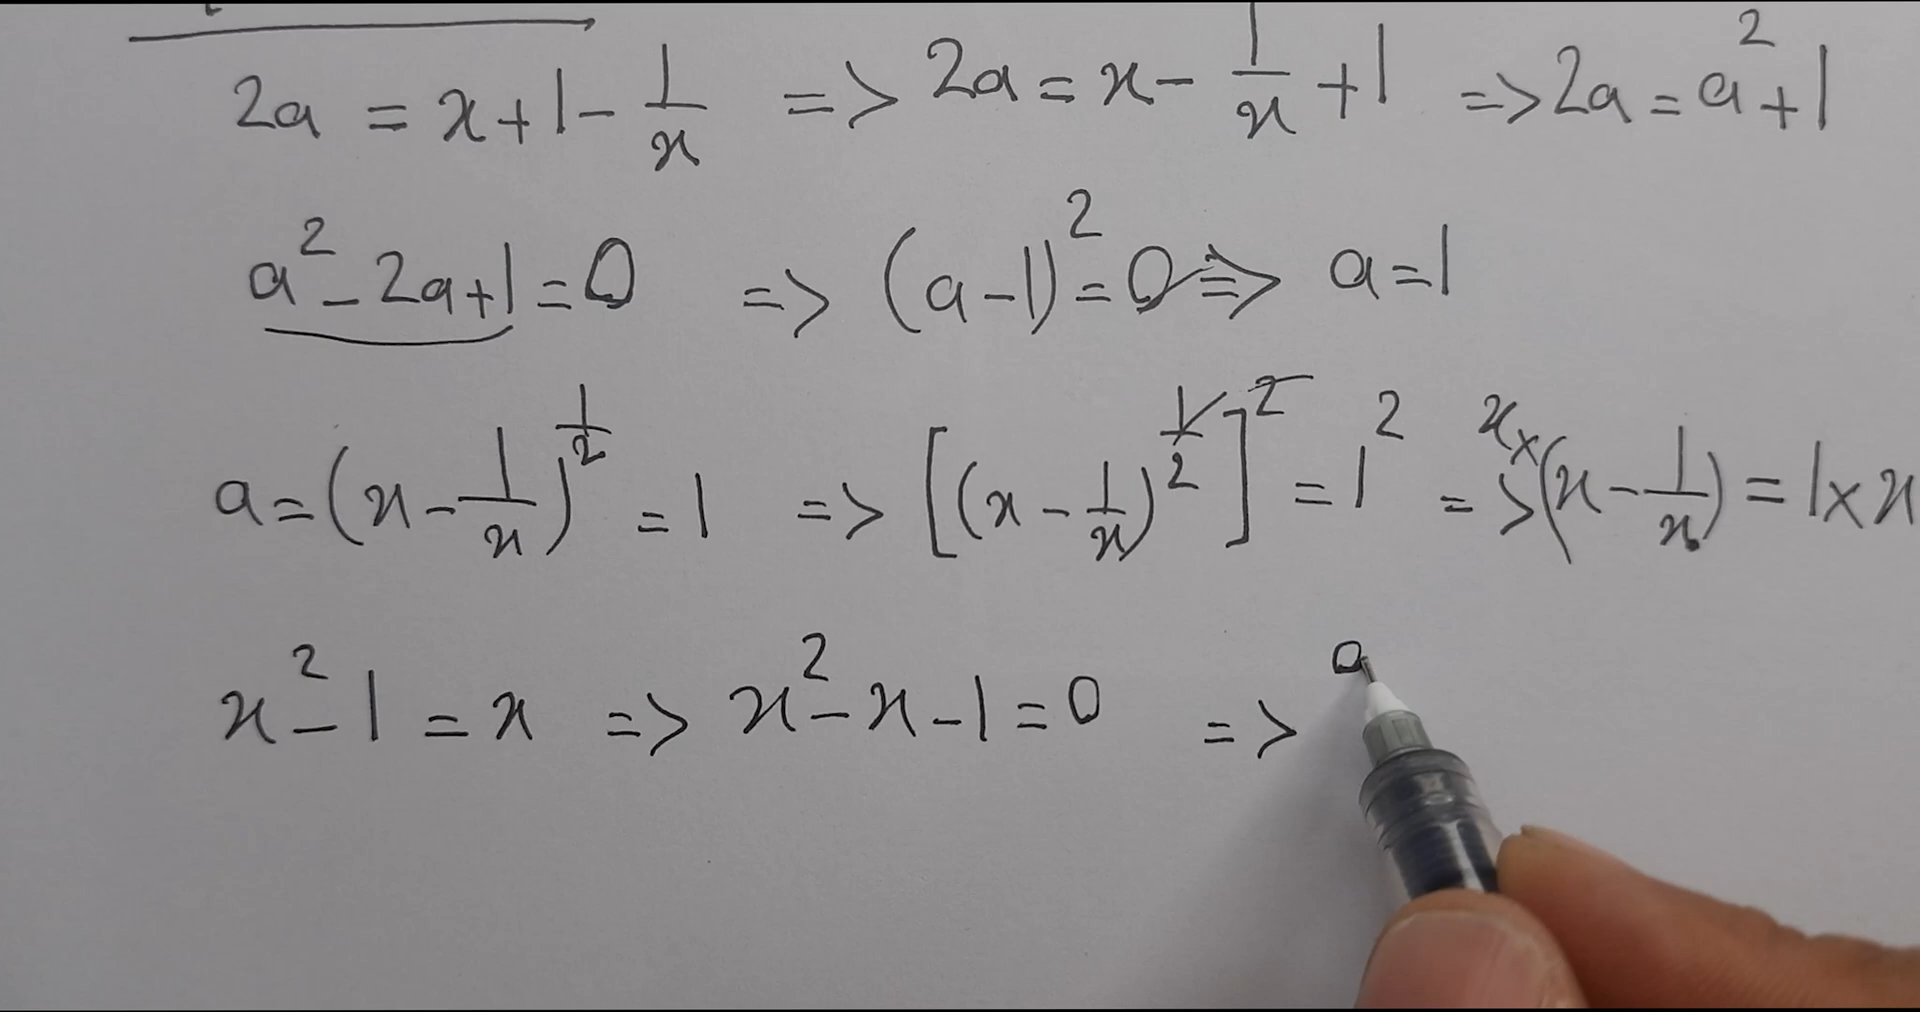 2a = x+1-1/x => 2a = x-1/x+1 => 2a = a²+1
a²-2a+1=0 => (a-1)²=0 => a=1
a=(x-1/x)^1/2 = 1 => [(x-1/x)^1/2]² = 1² => x×(x-1/x) = 1×x
x²-1 = x => x²-x-1=0 => a